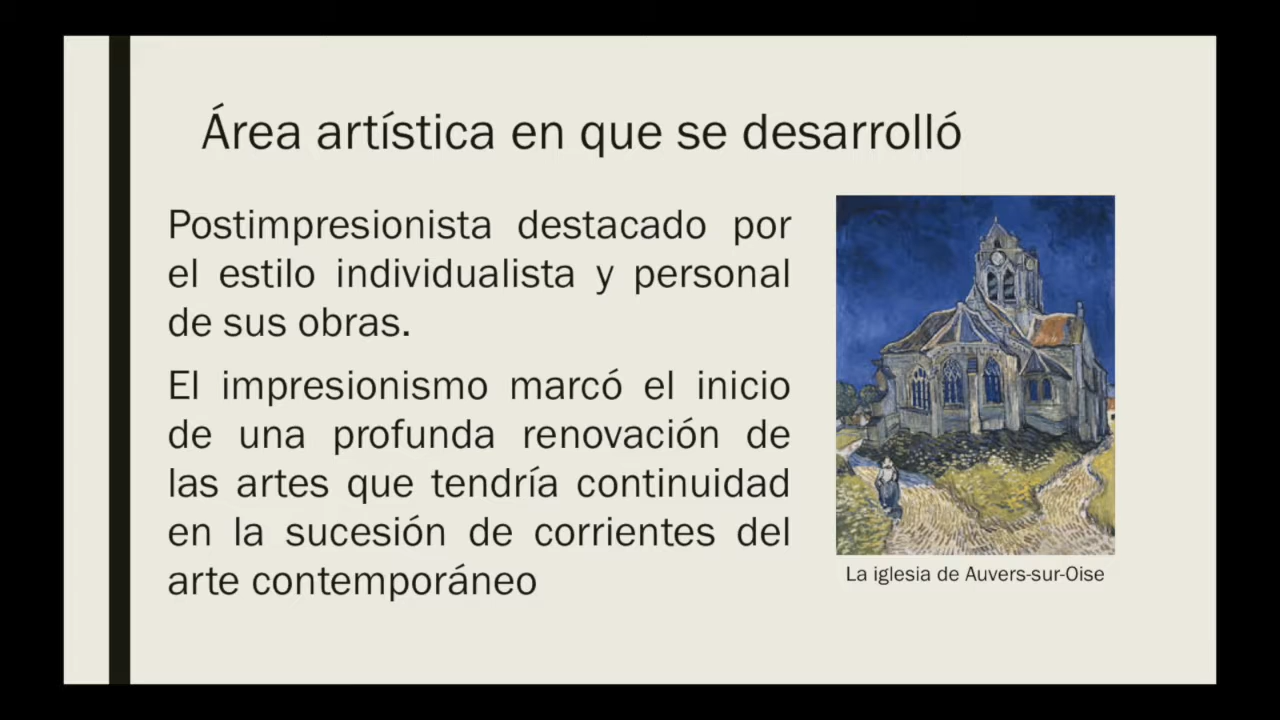 Área artística en que se desarrolló
Postimpresionista destacado por
el estilo individualista y personal
de sus obras.
El impresionismo marcó el inicio
de una profunda renovación de
las artes que tendría continuidad
en la sucesión de corrientes del
arte contemporáneo
La iglesia de Auvers-sur-Oise